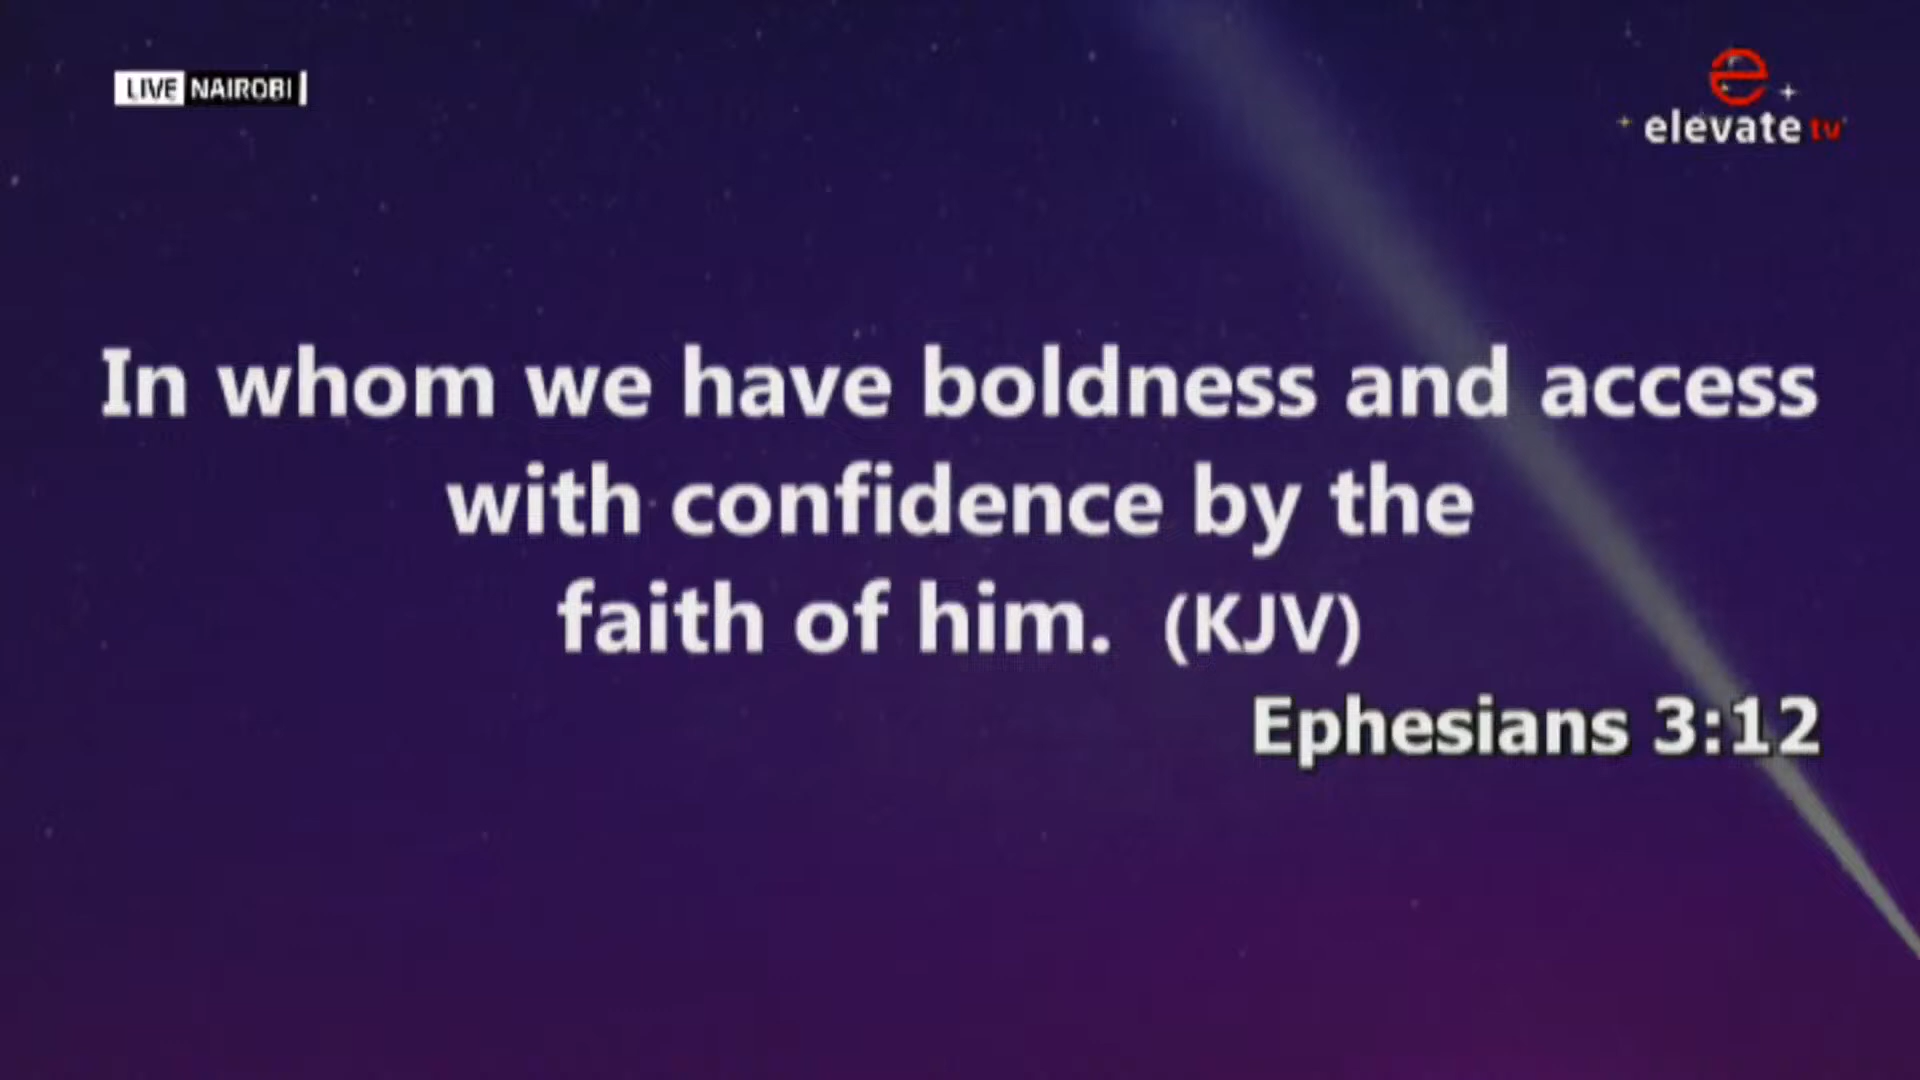 LIVE NAIROBI
e
elevate tv
In whom we have boldness and access
with confidence by the
faith of him. (KJV)
Ephesians 3:12